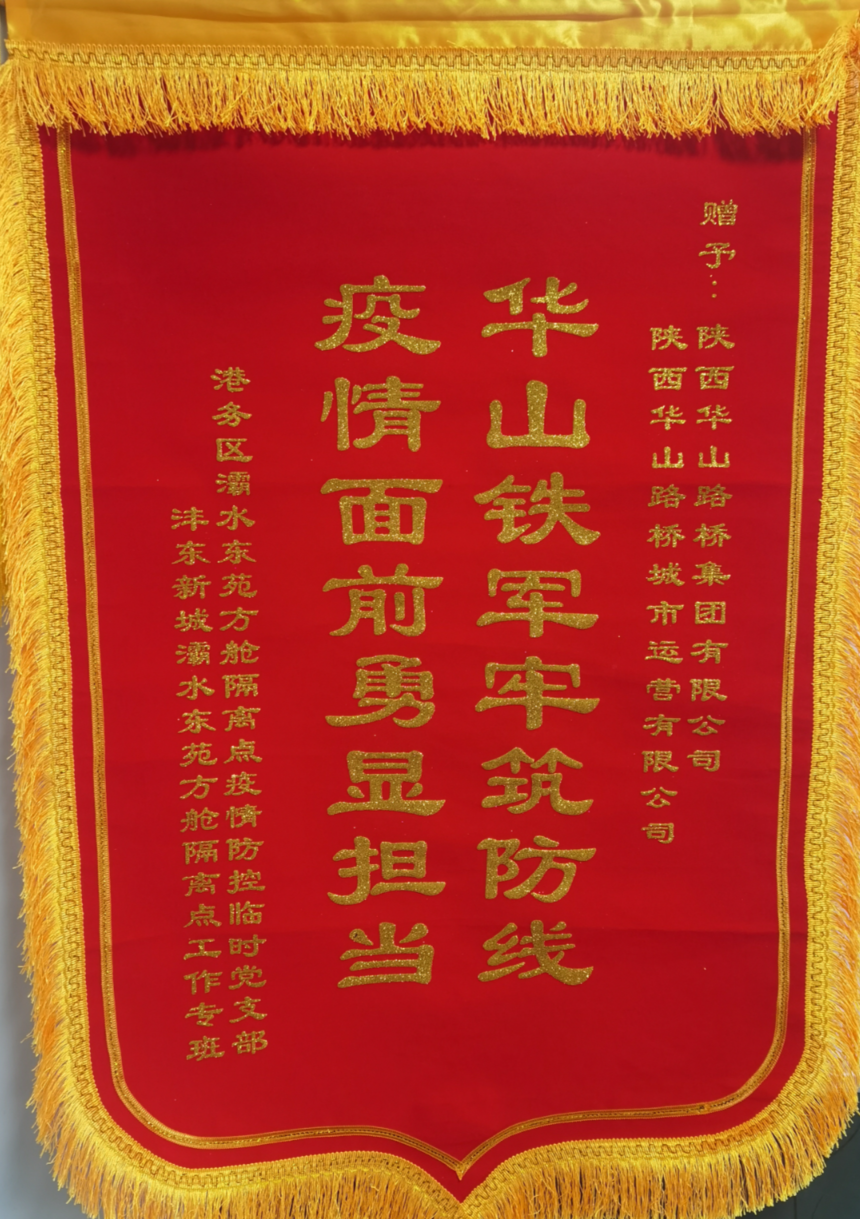 赠予：陕西华山路桥集团有限公司
陕西华山路桥城市运营有限公司
华山铁军牢筑防线
疫情面前勇显担当
港务区灞水东苑方舱隔离点疫情防控临时党支部
沣东新城灞水东苑方舱隔离点工作专班